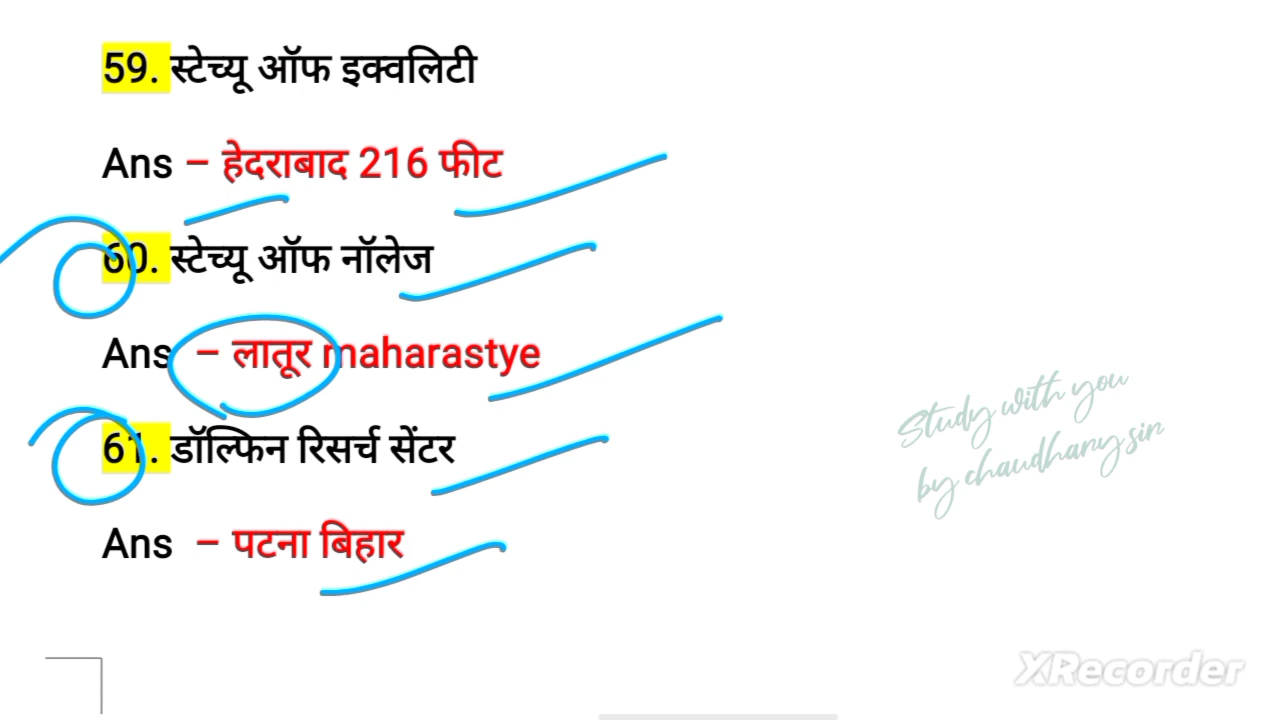 59. स्टेच्यू ऑफ इक्वलिटी
Ans – हेदराबाद 216 फीट
60. स्टेच्यू ऑफ नॉलेज
Ans – लातूर maharastye
61. डॉल्फिन रिसर्च सेंटर
Ans – पटना बिहार
Study with you
by chaudhary sir
XRecorder